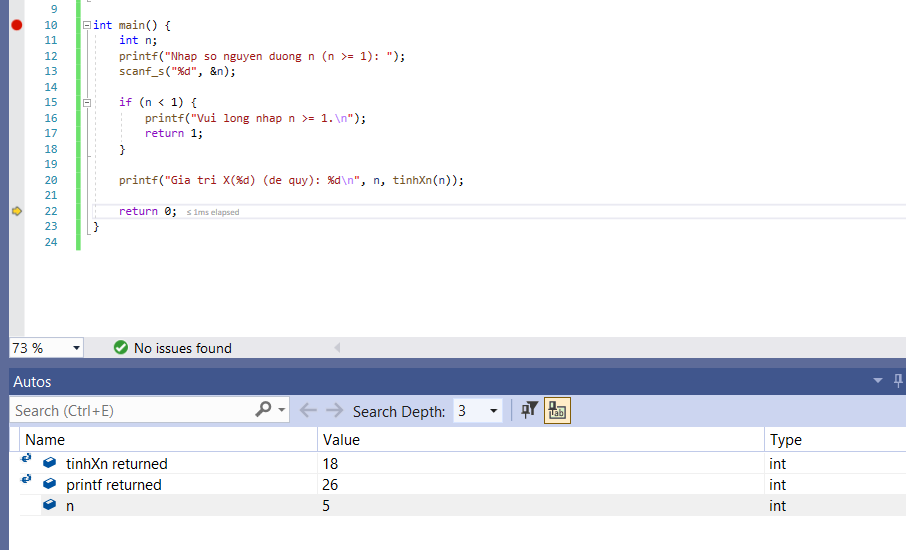 9
10 int main() {
11 int n;
12 printf("Nhap so nguyen duong n (n >= 1): ");
13 scanf_s("%d", &n);
14
15 if (n < 1) {
16 printf("Vui long nhap n >= 1.\n");
17 return 1;
18 }
19
20 printf("Gia tri X(%d) (de quy): %d\n", n, tinhXn(n));
21
22 return 0; ≤ 1ms elapsed
23 }
24
73 % No issues found
Autos
Search (Ctrl+E) Search Depth: 3
Name Value Type
tinhXn returned 18 int
printf returned 26 int
n 5 int